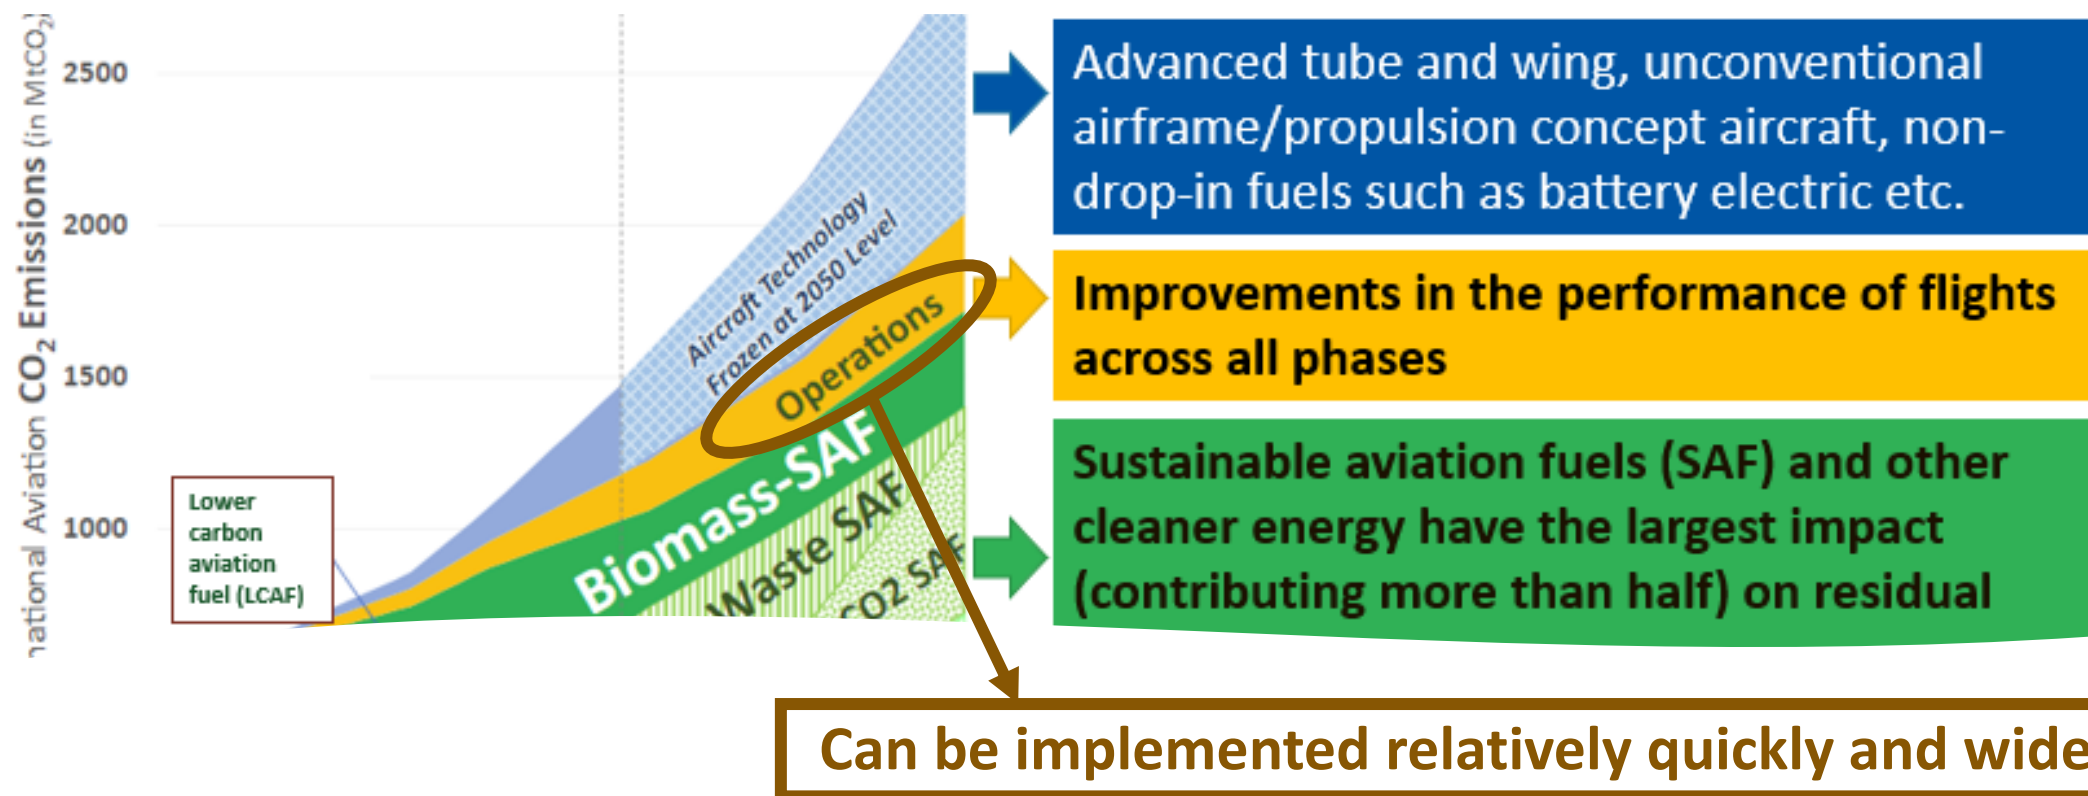 national Aviation CO2 Emissions (in MtCO2)
2500
2000
1500
1000
Lower
carbon
aviation
fuel (LCAF)
Aircraft Technology
Frozen at 2050 Level
Operations
Biomass-SAF
Waste SAF
CO2 SAF
Advanced tube and wing, unconventional
airframe/propulsion concept aircraft, non-
drop-in fuels such as battery electric etc.
Improvements in the performance of flights
across all phases
Sustainable aviation fuels (SAF) and other
cleaner energy have the largest impact
(contributing more than half) on residual
Can be implemented relatively quickly and wide